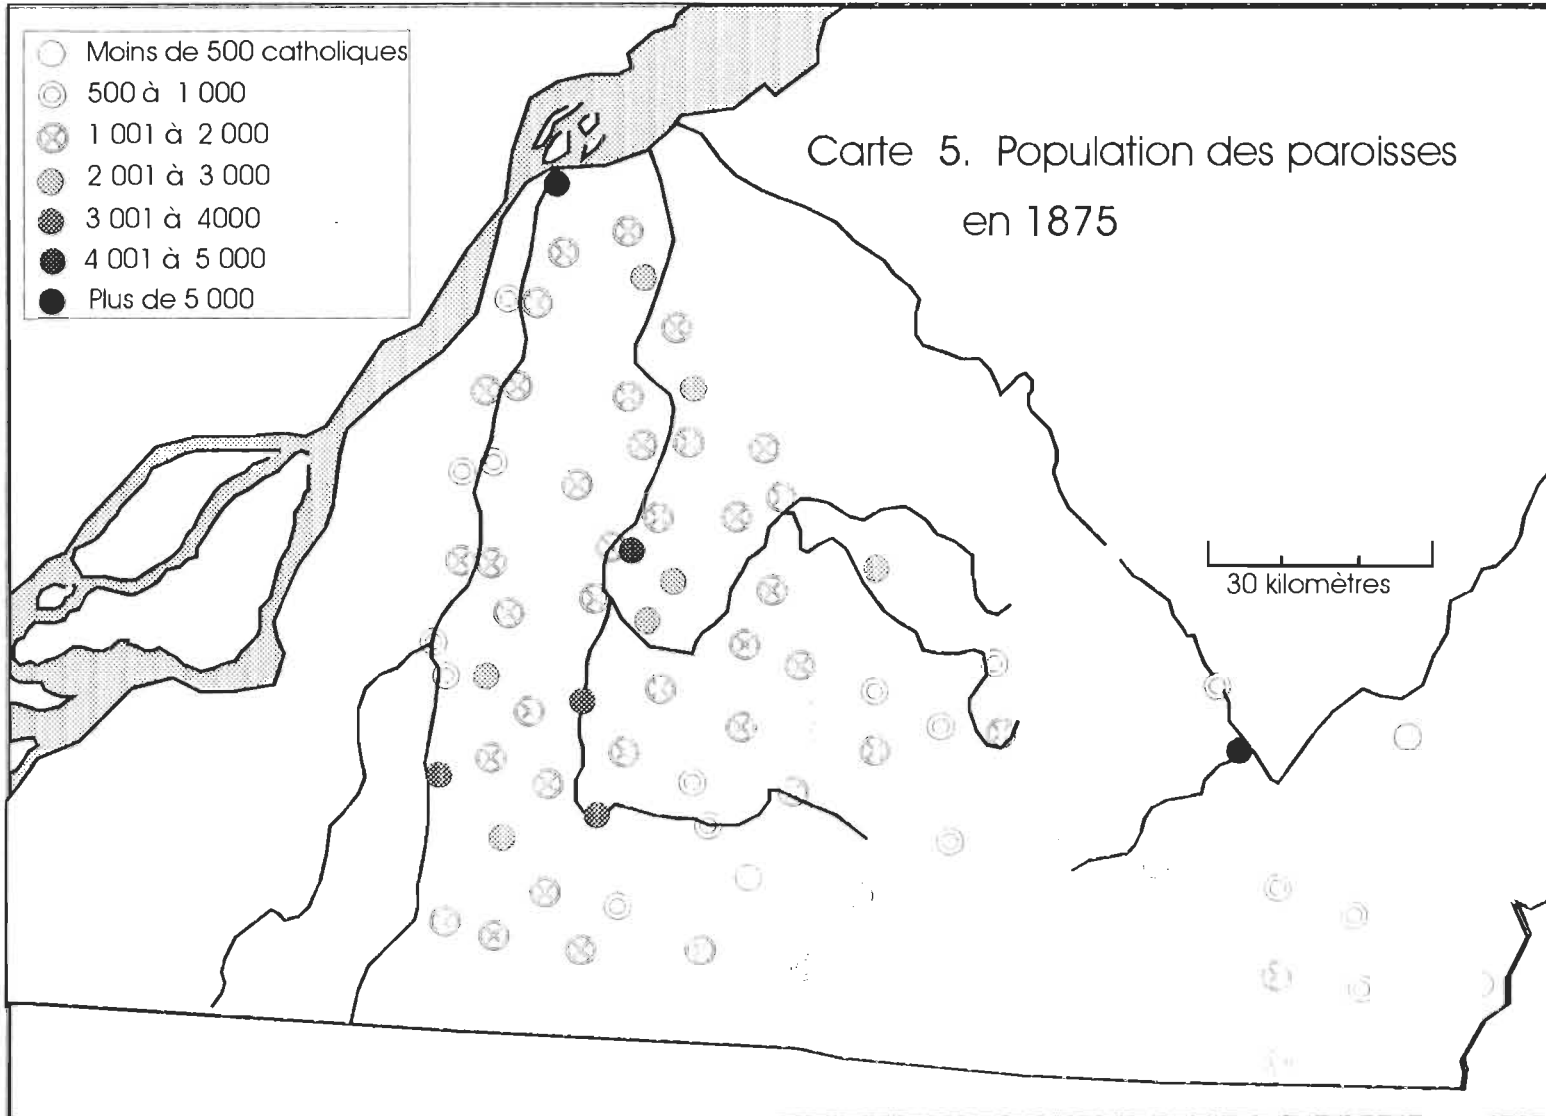 Moins de 500 catholiques
500 à 1 000
1 001 à 2 000
2 001 à 3 000
3 001 à 4000
4 001 à 5 000
Plus de 5 000
Carte 5. Population des paroisses
en 1875
30 kilomètres